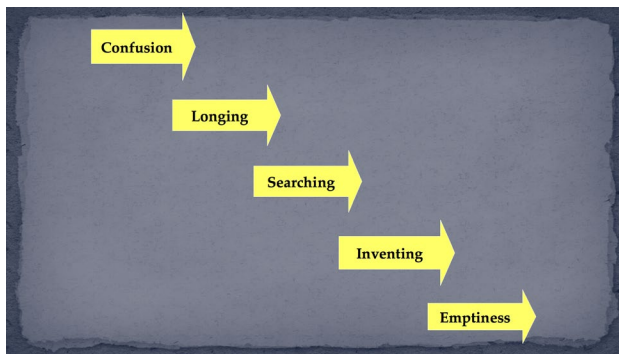 Confusion
Longing
Searching
Inventing
Emptiness